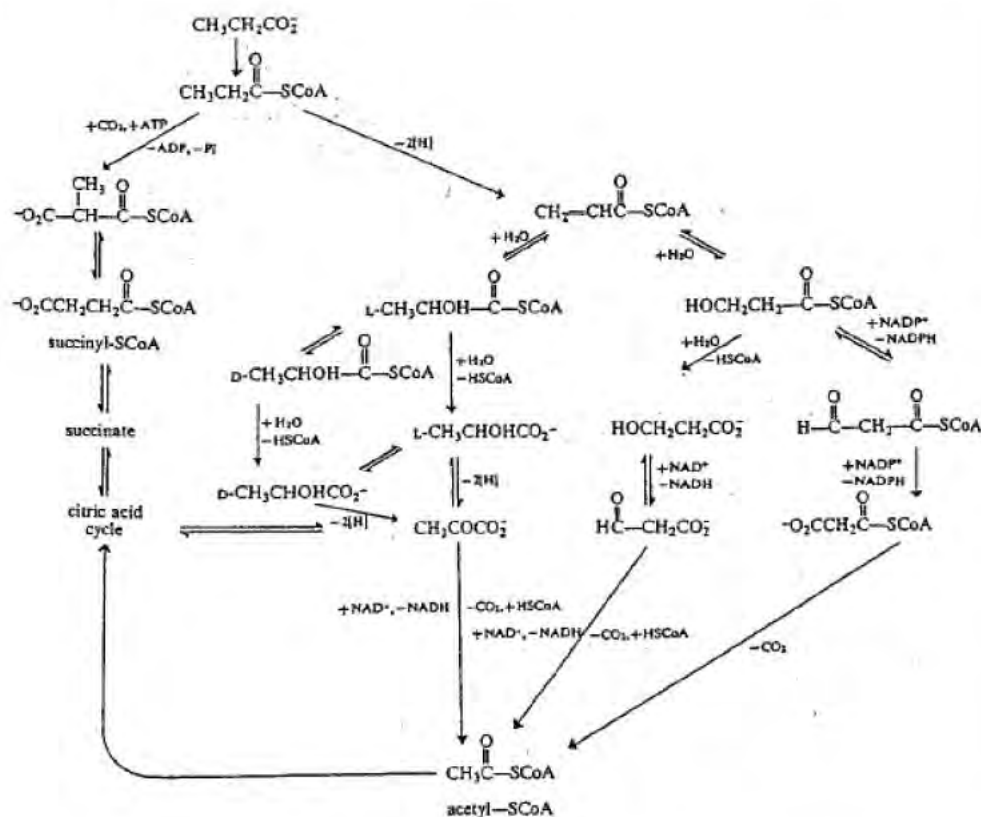 CH₃CH₂CO₂⁻
O
CH₃CH₂C—SCoA
+CO₂,+ATP
−ADP,−Pi
−2[H]
CH₃ O
⁻O₂C—CH—C—SCoA
O
CH₂=CHC—SCoA
+H₂O
+H₂O
O
⁻O₂CCH₂CH₂C—SCoA
succinyl-SCoA
O
L-CH₃CHOH—C—SCoA
O
HOCH₂CH₂—C—SCoA
+NADP⁺
−NADPH
+H₂O
−HSCoA
O
D-CH₃CHOH—C—SCoA
+H₂O
−HSCoA
succinate
+H₂O
−HSCoA
L-CH₃CHOHCO₂⁻
HOCH₂CH₂CO₂⁻
O O
H—C—CH₂—C—SCoA
D-CH₃CHOHCO₂⁻
−2[H]
+NAD⁺
−NADH
+NADP⁺
−NADPH
citric acid
cycle
−2[H]
CH₃COCO₂⁻
O
HC—CH₂CO₂⁻
O
⁻O₂CCH₂C—SCoA
+NAD⁺,−NADH −CO₂,+HSCoA
+NAD⁺,−NADH −CO₂,+HSCoA
−CO₂
O
CH₃C—SCoA
acetyl—SCoA